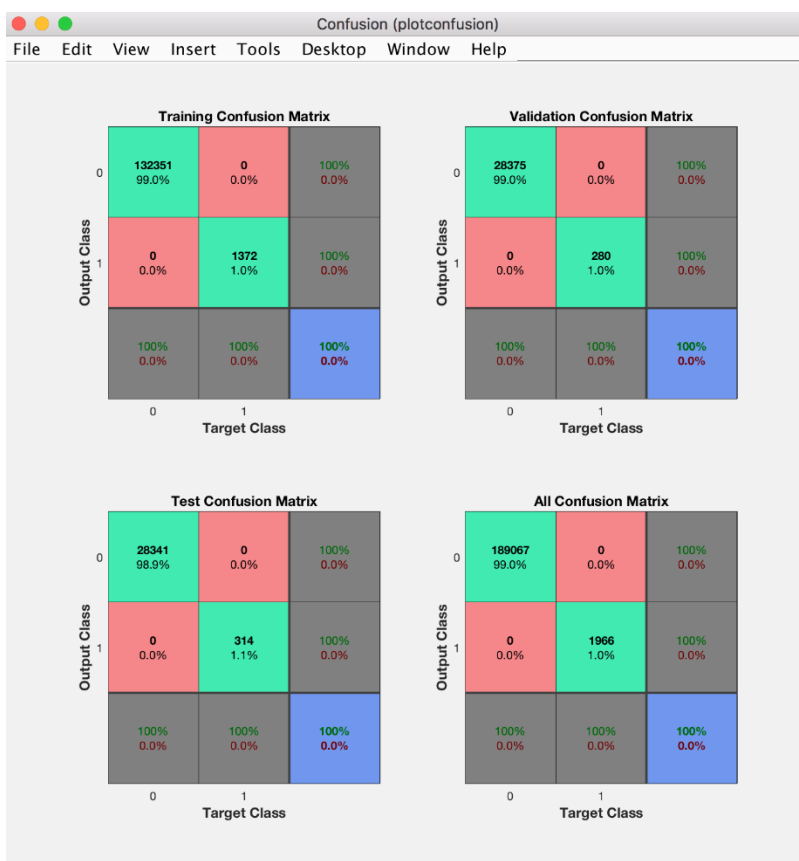 Confusion (plotconfusion)
File Edit View Insert Tools Desktop Window Help
Training Confusion Matrix
0 132351 0 100%
99.0% 0.0% 0.0%
Output Class
1 0 1372 100%
0.0% 1.0% 0.0%
100% 100% 100%
0.0% 0.0% 0.0%
0 1
Target Class
Validation Confusion Matrix
0 28375 0 100%
99.0% 0.0% 0.0%
Output Class
1 0 280 100%
0.0% 1.0% 0.0%
100% 100% 100%
0.0% 0.0% 0.0%
0 1
Target Class
Test Confusion Matrix
0 28341 0 100%
98.9% 0.0% 0.0%
Output Class
1 0 314 100%
0.0% 1.1% 0.0%
100% 100% 100%
0.0% 0.0% 0.0%
0 1
Target Class
All Confusion Matrix
0 189067 0 100%
99.0% 0.0% 0.0%
Output Class
1 0 1966 100%
0.0% 1.0% 0.0%
100% 100% 100%
0.0% 0.0% 0.0%
0 1
Target Class